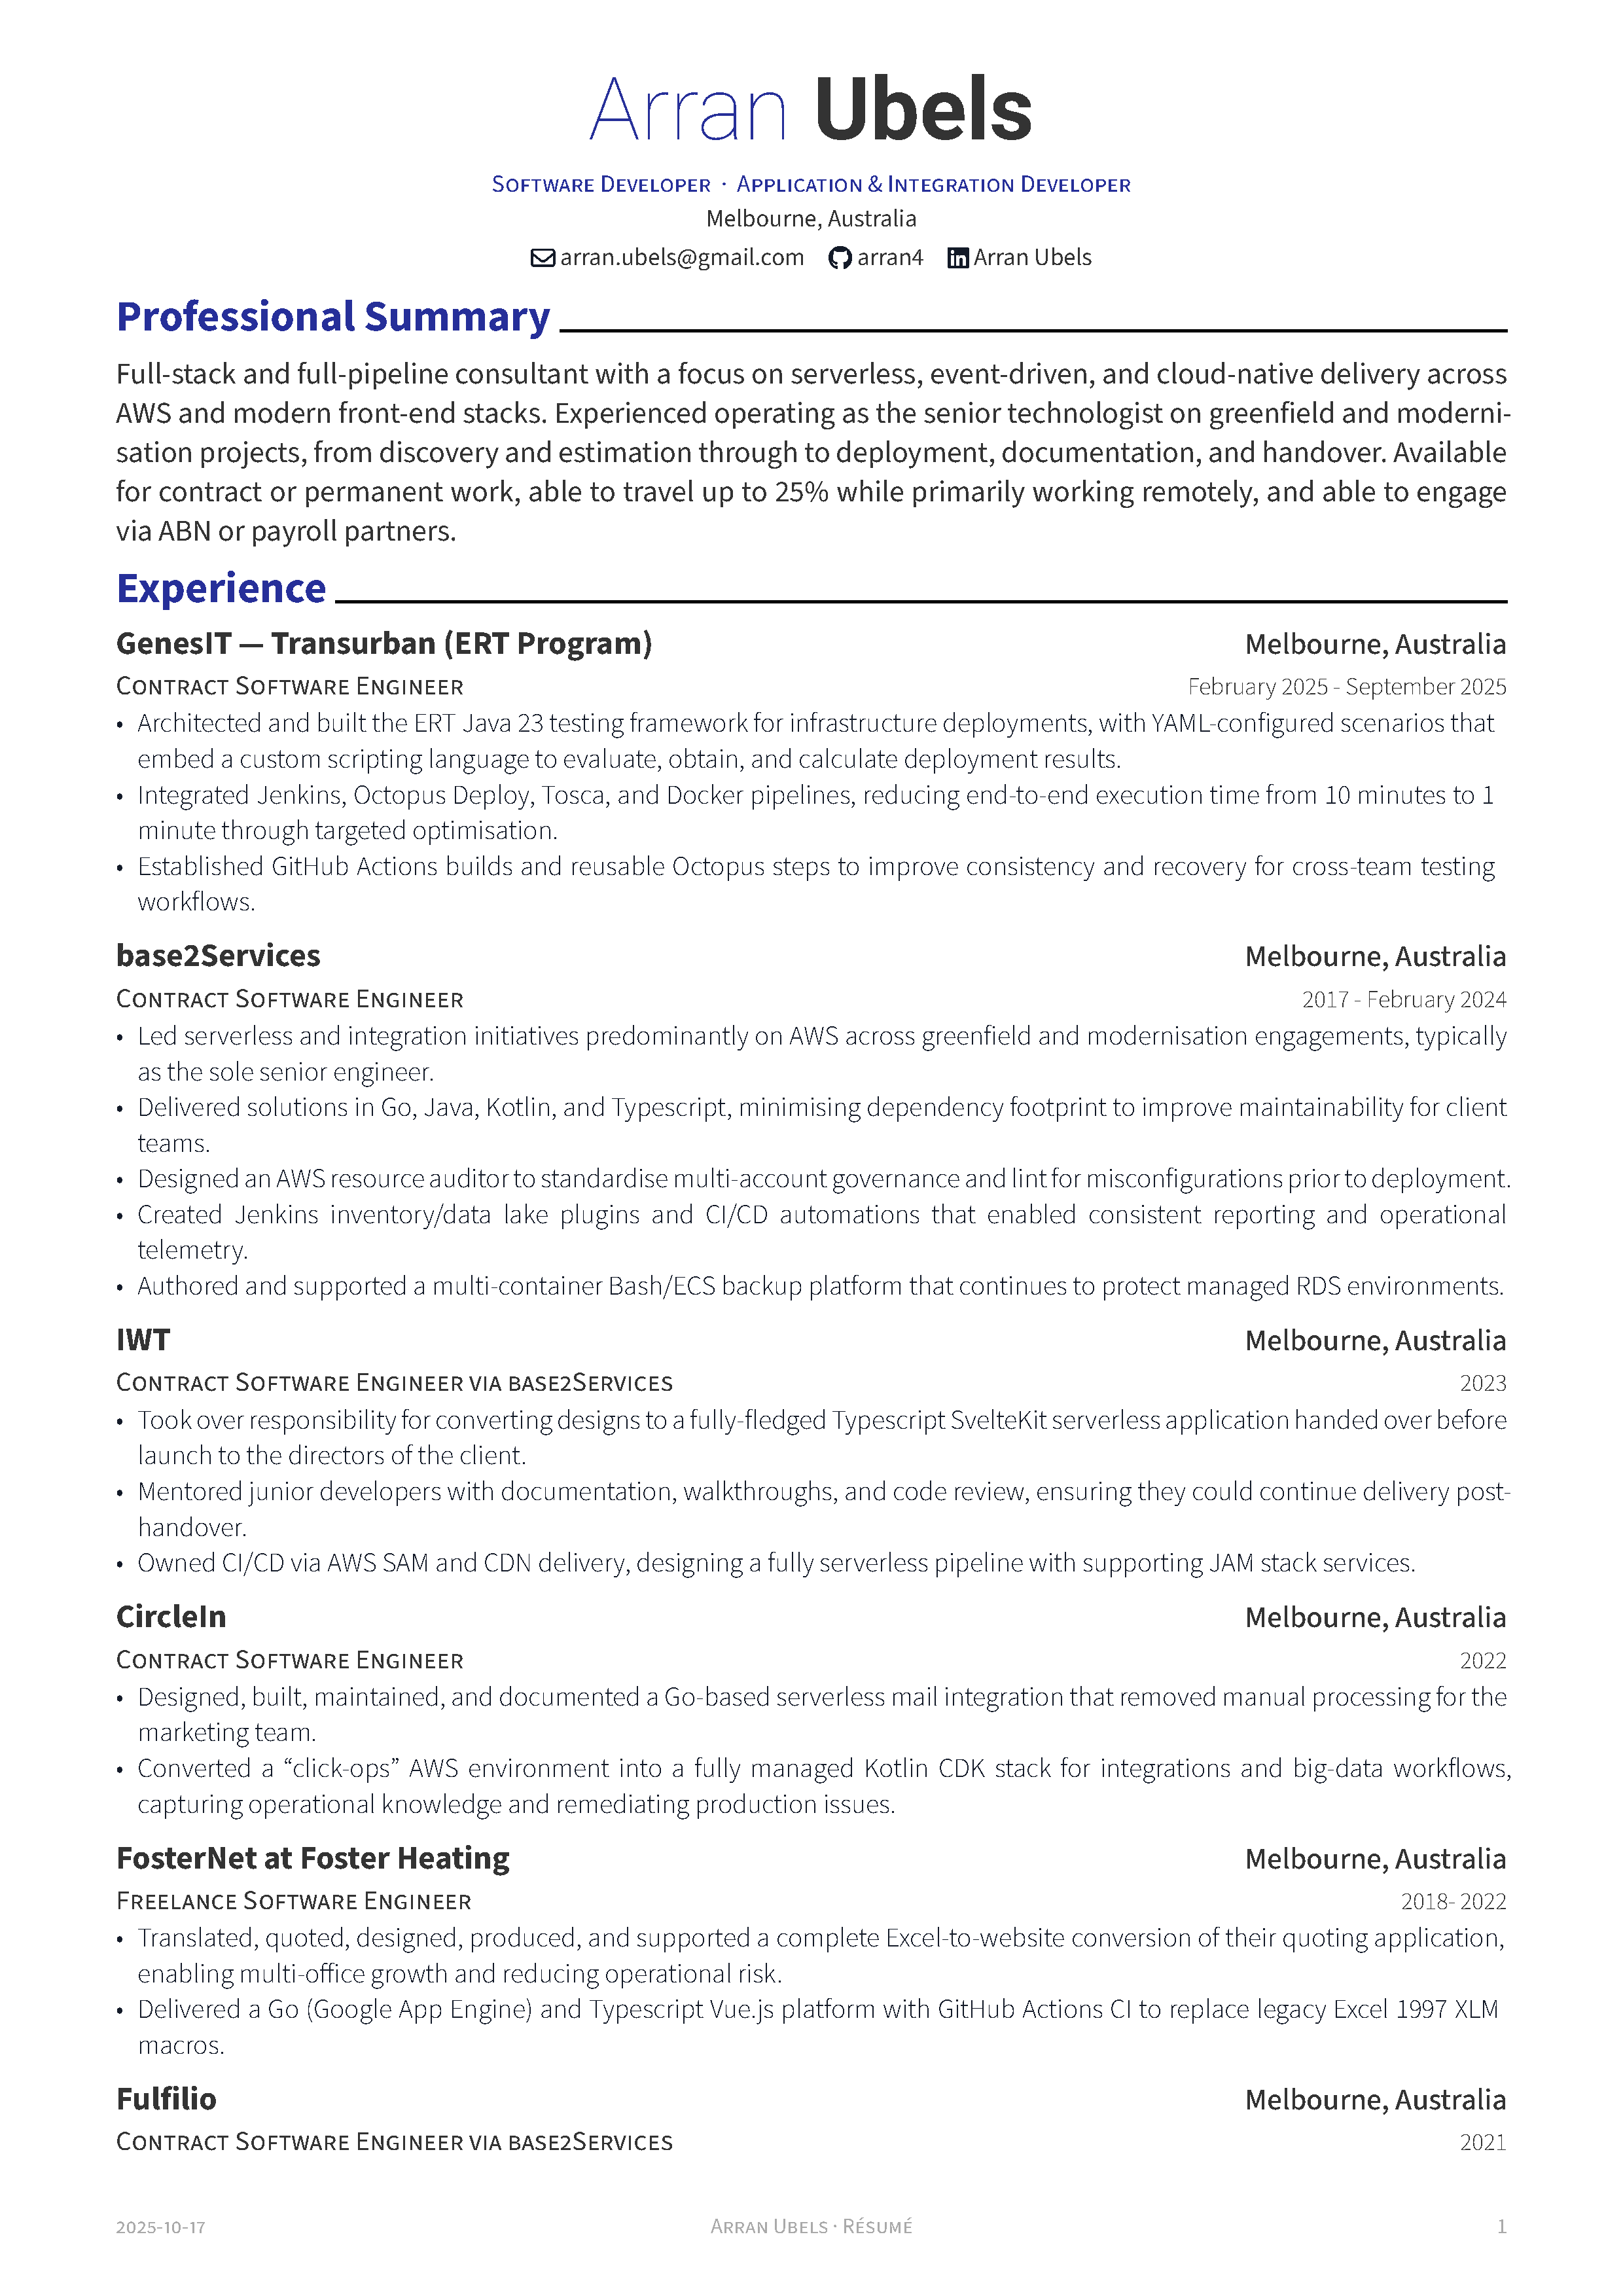 Arran Ubels
Software Developer · Application & Integration Developer
Melbourne, Australia
arran.ubels@gmail.com arran4 Arran Ubels
Professional Summary
Full-stack and full-pipeline consultant with a focus on serverless, event-driven, and cloud-native delivery across
AWS and modern front-end stacks. Experienced operating as the senior technologist on greenfield and moderni-
sation projects, from discovery and estimation through to deployment, documentation, and handover. Available
for contract or permanent work, able to travel up to 25% while primarily working remotely, and able to engage
via ABN or payroll partners.
Experience
GenesIT — Transurban (ERT Program) Melbourne, Australia
Contract Software Engineer February 2025 - September 2025
• Architected and built the ERT Java 23 testing framework for infrastructure deployments, with YAML-configured scenarios that
embed a custom scripting language to evaluate, obtain, and calculate deployment results.
• Integrated Jenkins, Octopus Deploy, Tosca, and Docker pipelines, reducing end-to-end execution time from 10 minutes to 1
minute through targeted optimisation.
• Established GitHub Actions builds and reusable Octopus steps to improve consistency and recovery for cross-team testing
workflows.
base2Services Melbourne, Australia
Contract Software Engineer 2017 - February 2024
• Led serverless and integration initiatives predominantly on AWS across greenfield and modernisation engagements, typically
as the sole senior engineer.
• Delivered solutions in Go, Java, Kotlin, and Typescript, minimising dependency footprint to improve maintainability for client
teams.
• Designed an AWS resource auditor to standardise multi-account governance and lint for misconfigurations prior to deployment.
• Created Jenkins inventory/data lake plugins and CI/CD automations that enabled consistent reporting and operational
telemetry.
• Authored and supported a multi-container Bash/ECS backup platform that continues to protect managed RDS environments.
IWT Melbourne, Australia
Contract Software Engineer via base2Services 2023
• Took over responsibility for converting designs to a fully-fledged Typescript SvelteKit serverless application handed over before
launch to the directors of the client.
• Mentored junior developers with documentation, walkthroughs, and code review, ensuring they could continue delivery post-
handover.
• Owned CI/CD via AWS SAM and CDN delivery, designing a fully serverless pipeline with supporting JAM stack services.
CircleIn Melbourne, Australia
Contract Software Engineer 2022
• Designed, built, maintained, and documented a Go-based serverless mail integration that removed manual processing for the
marketing team.
• Converted a “click-ops” AWS environment into a fully managed Kotlin CDK stack for integrations and big-data workflows,
capturing operational knowledge and remediating production issues.
FosterNet at Foster Heating Melbourne, Australia
Freelance Software Engineer 2018- 2022
• Translated, quoted, designed, produced, and supported a complete Excel-to-website conversion of their quoting application,
enabling multi-office growth and reducing operational risk.
• Delivered a Go (Google App Engine) and Typescript Vue.js platform with GitHub Actions CI to replace legacy Excel 1997 XLM
macros.
Fulfilio Melbourne, Australia
Contract Software Engineer via base2Services 2021
2025-10-17 Arran Ubels · Résumé 1